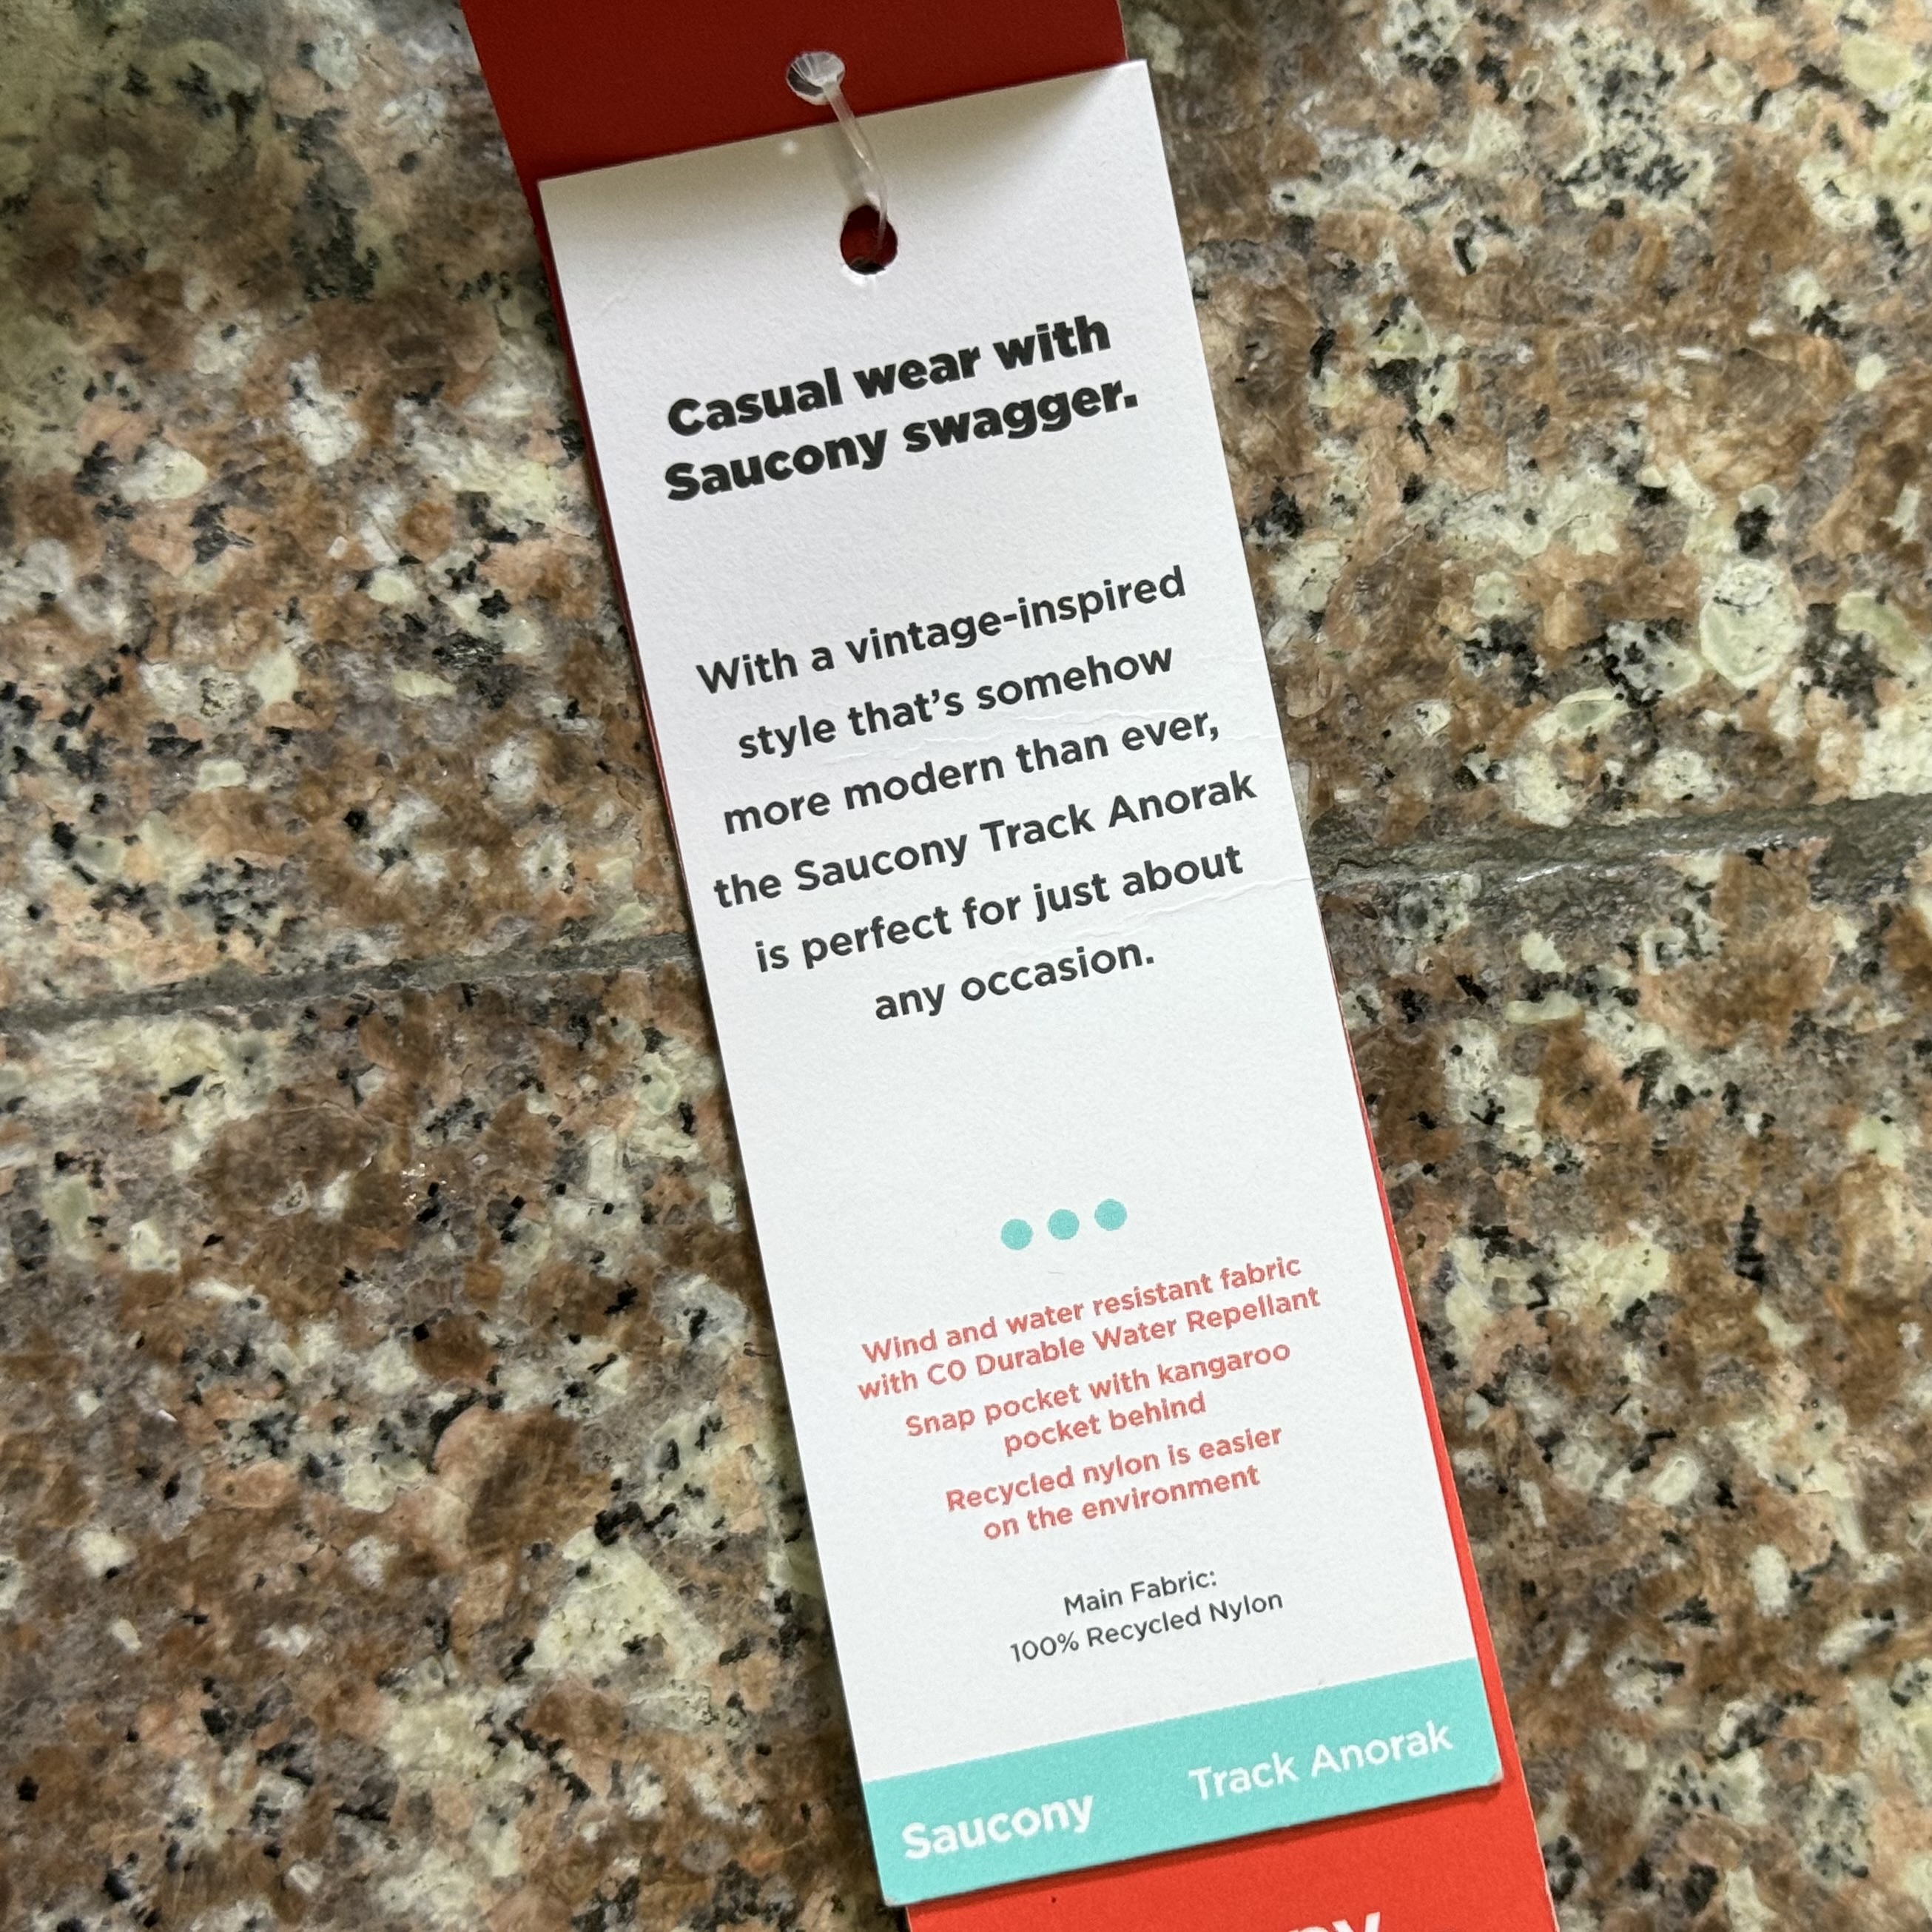 Casual wear with
Saucony swagger.
With a vintage-inspired
style that's somehow
more modern than ever,
the Saucony Track Anorak
is perfect for just about
any occasion.
Wind and water resistant fabric
with C0 Durable Water Repellant
Snap pocket with kangaroo
pocket behind
Recycled nylon is easier
on the environment
Main Fabric:
100% Recycled Nylon
Saucony Track Anorak